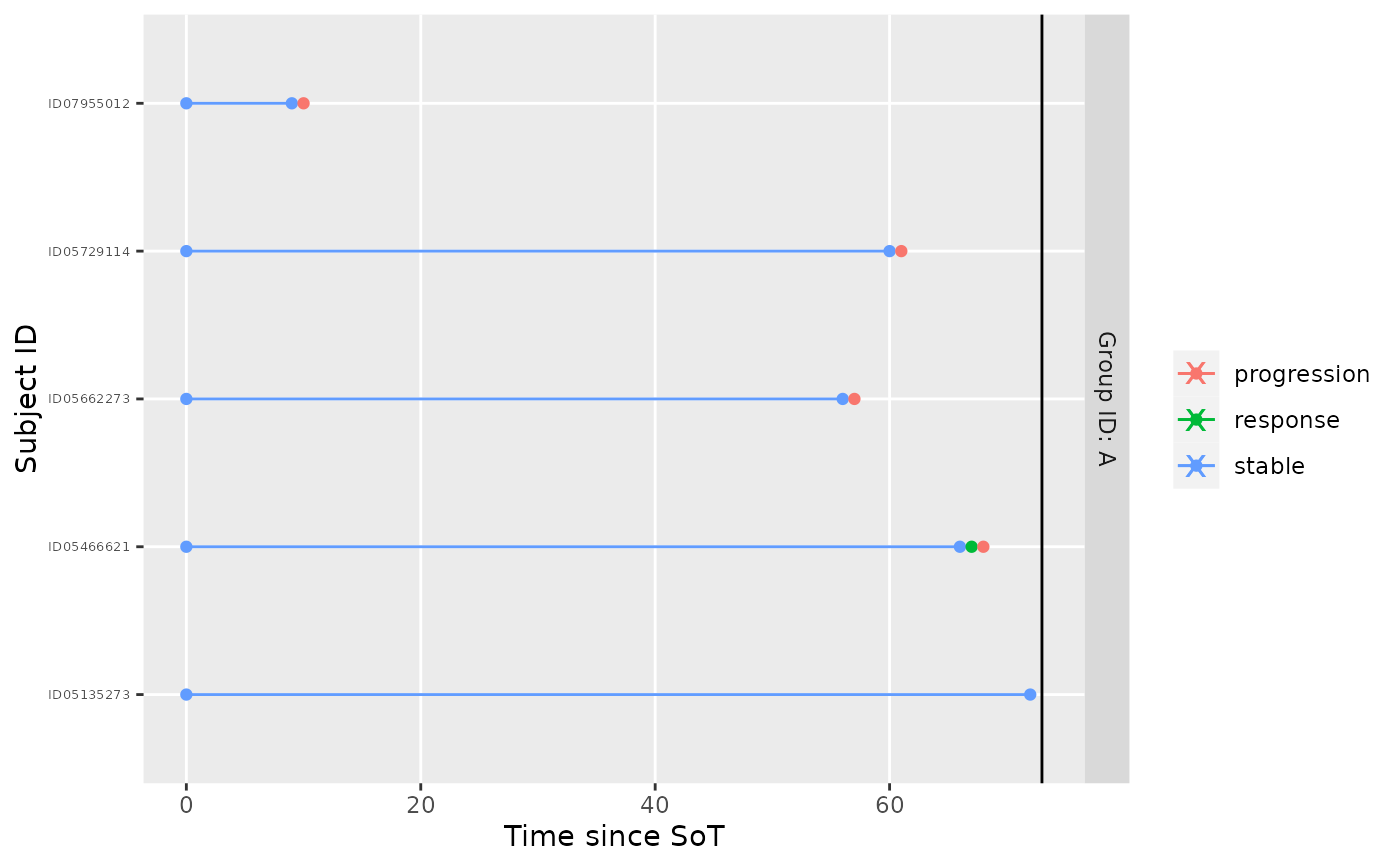 Subject ID
ID07955012
ID05729114
ID05662273
ID05466621
ID05135273
0 20 40 60
Time since SoT
Group ID: A
progression
response
stable